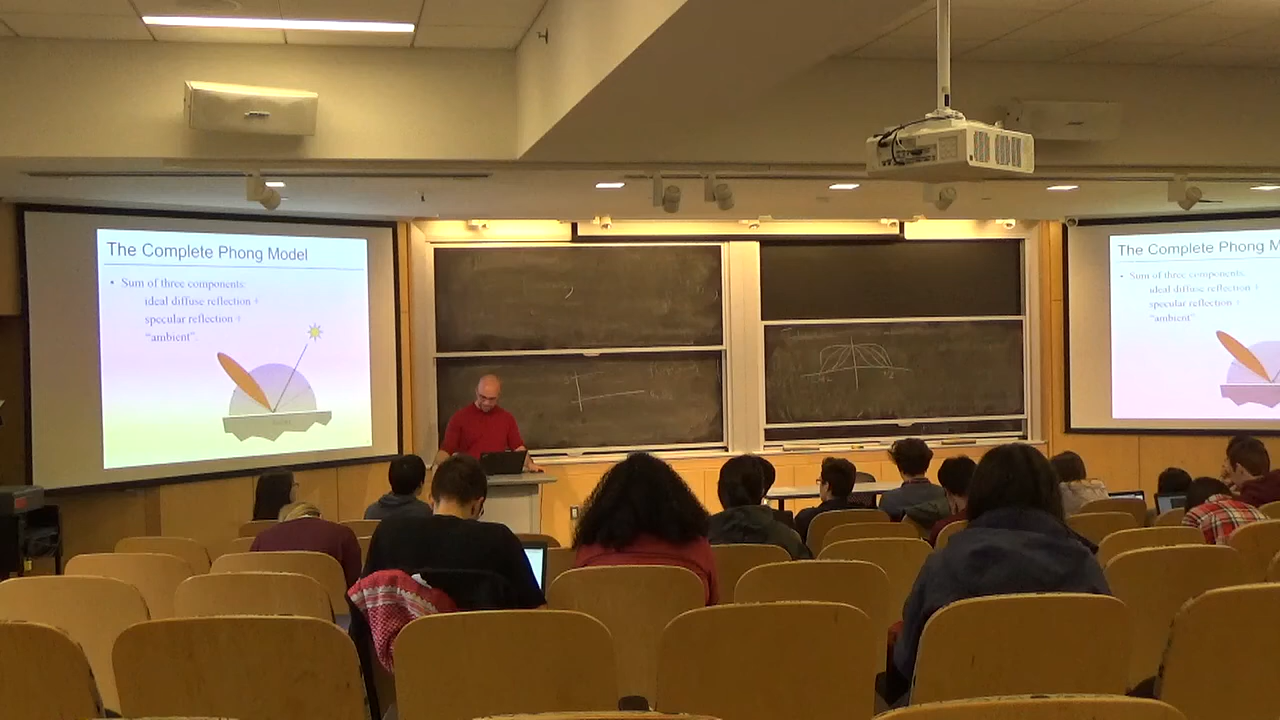 The Complete Phong Model
• Sum of three components:
ideal diffuse reflection +
specular reflection +
"ambient".
The Complete Phong M
• Sum of three components:
ideal diffuse reflection +
specular reflection +
"ambient".